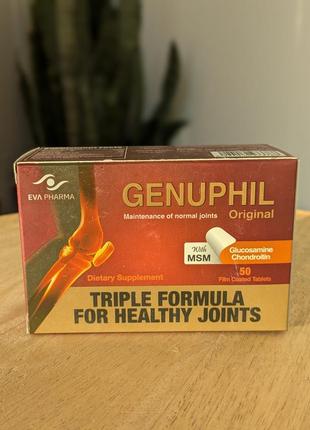 EVA PHARMA
GENUPHIL
Maintenance of normal joints
Original
With
MSM
Glucosamine
Chondroitin
50
Film Coated Tablets
Dietary Supplement
TRIPLE FORMULA
FOR HEALTHY JOINTS